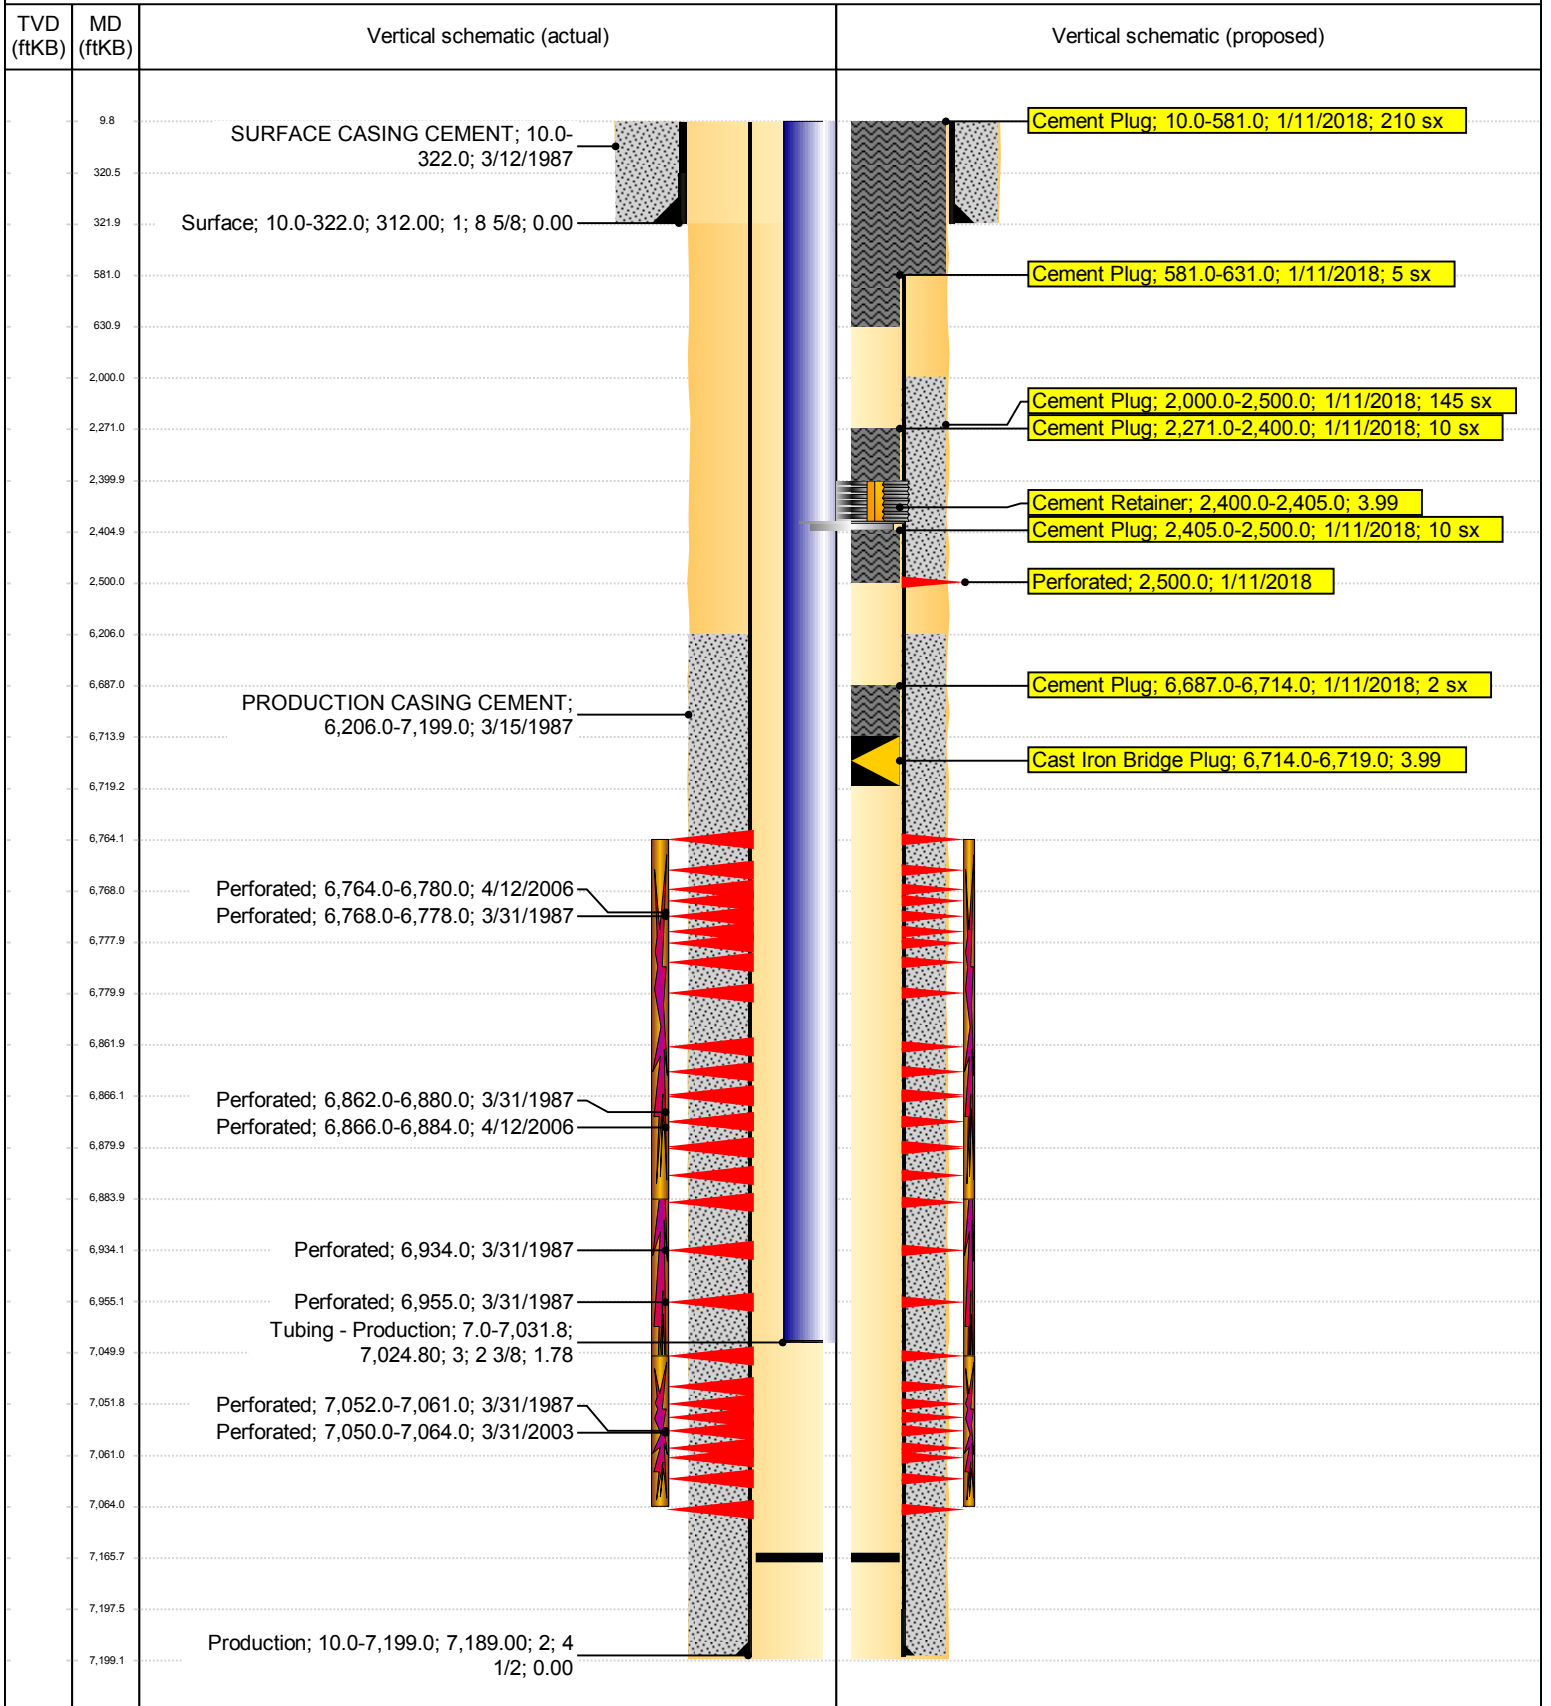 TVD (ftKB)
MD (ftKB)
Vertical schematic (actual)
Vertical schematic (proposed)
9.8
320.5
321.9
581.0
630.9
2,000.0
2,271.0
2,399.9
2,404.9
2,500.0
6,206.0
6,687.0
6,713.9
6,719.2
6,764.1
6,768.0
6,777.9
6,779.9
6,861.9
6,866.1
6,879.9
6,883.9
6,934.1
6,955.1
7,049.9
7,051.8
7,061.0
7,064.0
7,165.7
7,197.5
7,199.1
SURFACE CASING CEMENT; 10.0-
322.0; 3/12/1987
Surface; 10.0-322.0; 312.00; 1; 8 5/8; 0.00
PRODUCTION CASING CEMENT;
6,206.0-7,199.0; 3/15/1987
Perforated; 6,764.0-6,780.0; 4/12/2006
Perforated; 6,768.0-6,778.0; 3/31/1987
Perforated; 6,862.0-6,880.0; 3/31/1987
Perforated; 6,866.0-6,884.0; 4/12/2006
Perforated; 6,934.0; 3/31/1987
Perforated; 6,955.0; 3/31/1987
Tubing - Production; 7.0-7,031.8;
7,024.80; 3; 2 3/8; 1.78
Perforated; 7,052.0-7,061.0; 3/31/1987
Perforated; 7,050.0-7,064.0; 3/31/2003
Production; 10.0-7,199.0; 7,189.00; 2; 4
1/2; 0.00
Cement Plug; 10.0-581.0; 1/11/2018; 210 sx
Cement Plug; 581.0-631.0; 1/11/2018; 5 sx
Cement Plug; 2,000.0-2,500.0; 1/11/2018; 145 sx
Cement Plug; 2,271.0-2,400.0; 1/11/2018; 10 sx
Cement Retainer; 2,400.0-2,405.0; 3.99
Cement Plug; 2,405.0-2,500.0; 1/11/2018; 10 sx
Perforated; 2,500.0; 1/11/2018
Cement Plug; 6,687.0-6,714.0; 1/11/2018; 2 sx
Cast Iron Bridge Plug; 6,714.0-6,719.0; 3.99